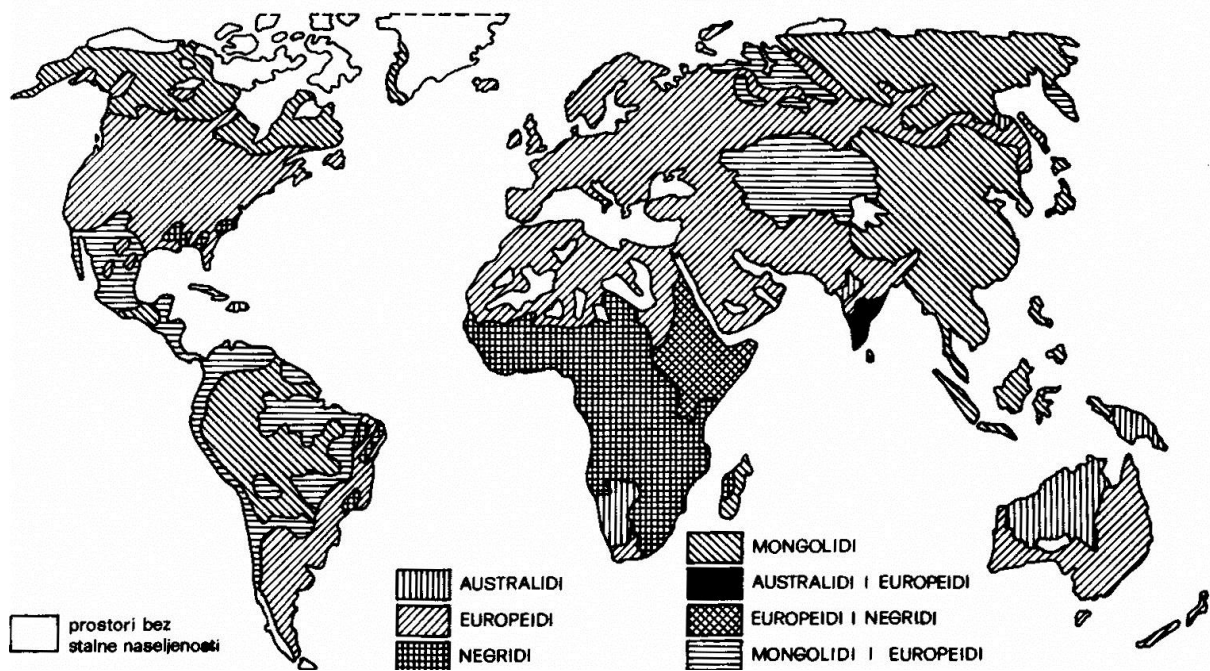 prostori bez
stalne naseljenosti
AUSTRALIDI
EUROPEIDI
NEGRIDI
MONGOLIDI
AUSTRALIDI I EUROPEIDI
EUROPEIDI I NEGRIDI
MONGOLIDI I EUROPEIDI